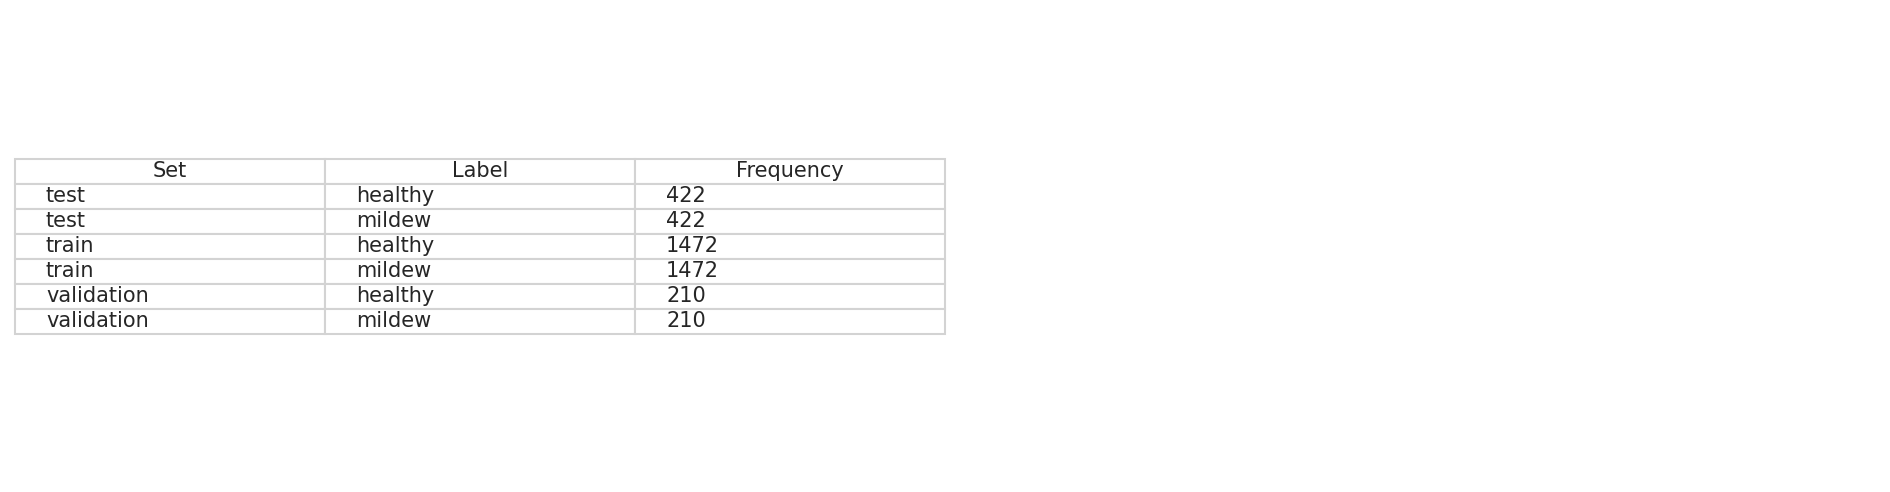 Set Label Frequency
test healthy 422
test mildew 422
train healthy 1472
train mildew 1472
validation healthy 210
validation mildew 210